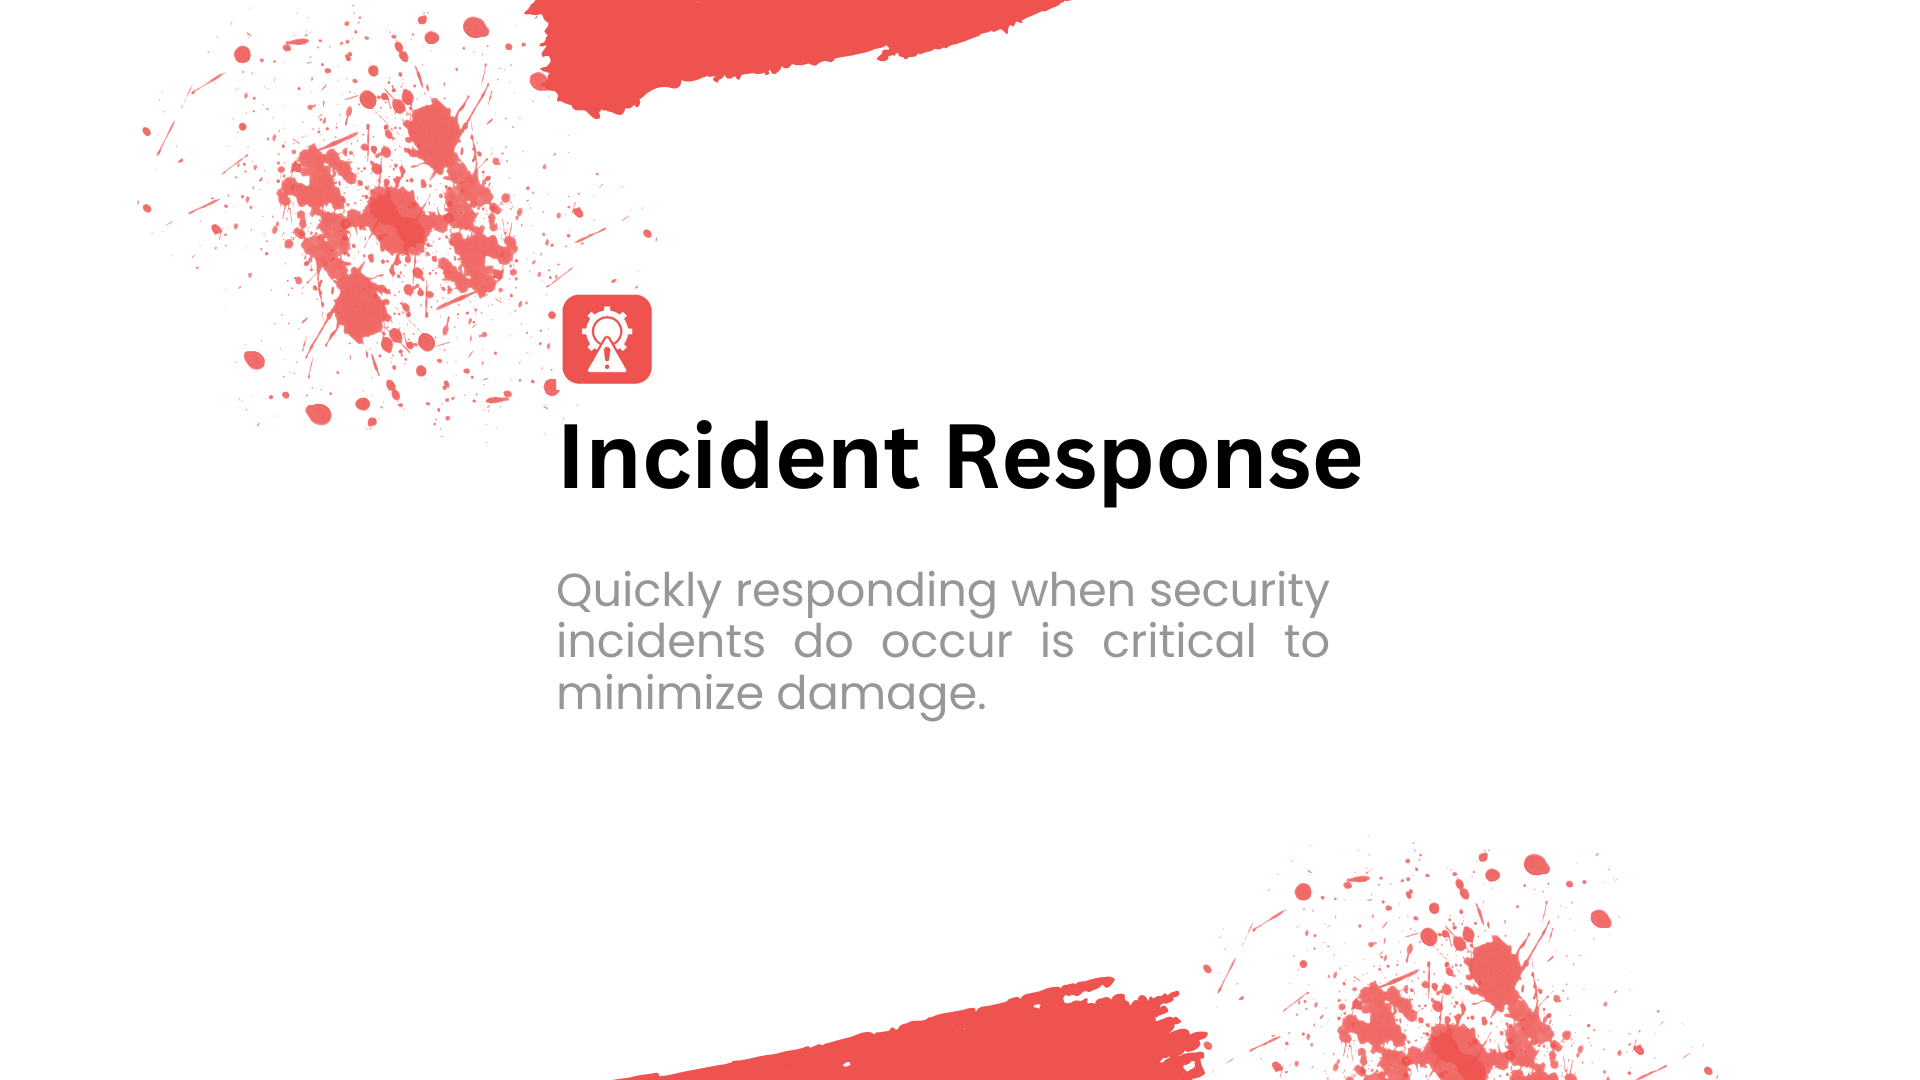 Incident Response
Quickly responding when security
incidents do occur is critical to
minimize damage.